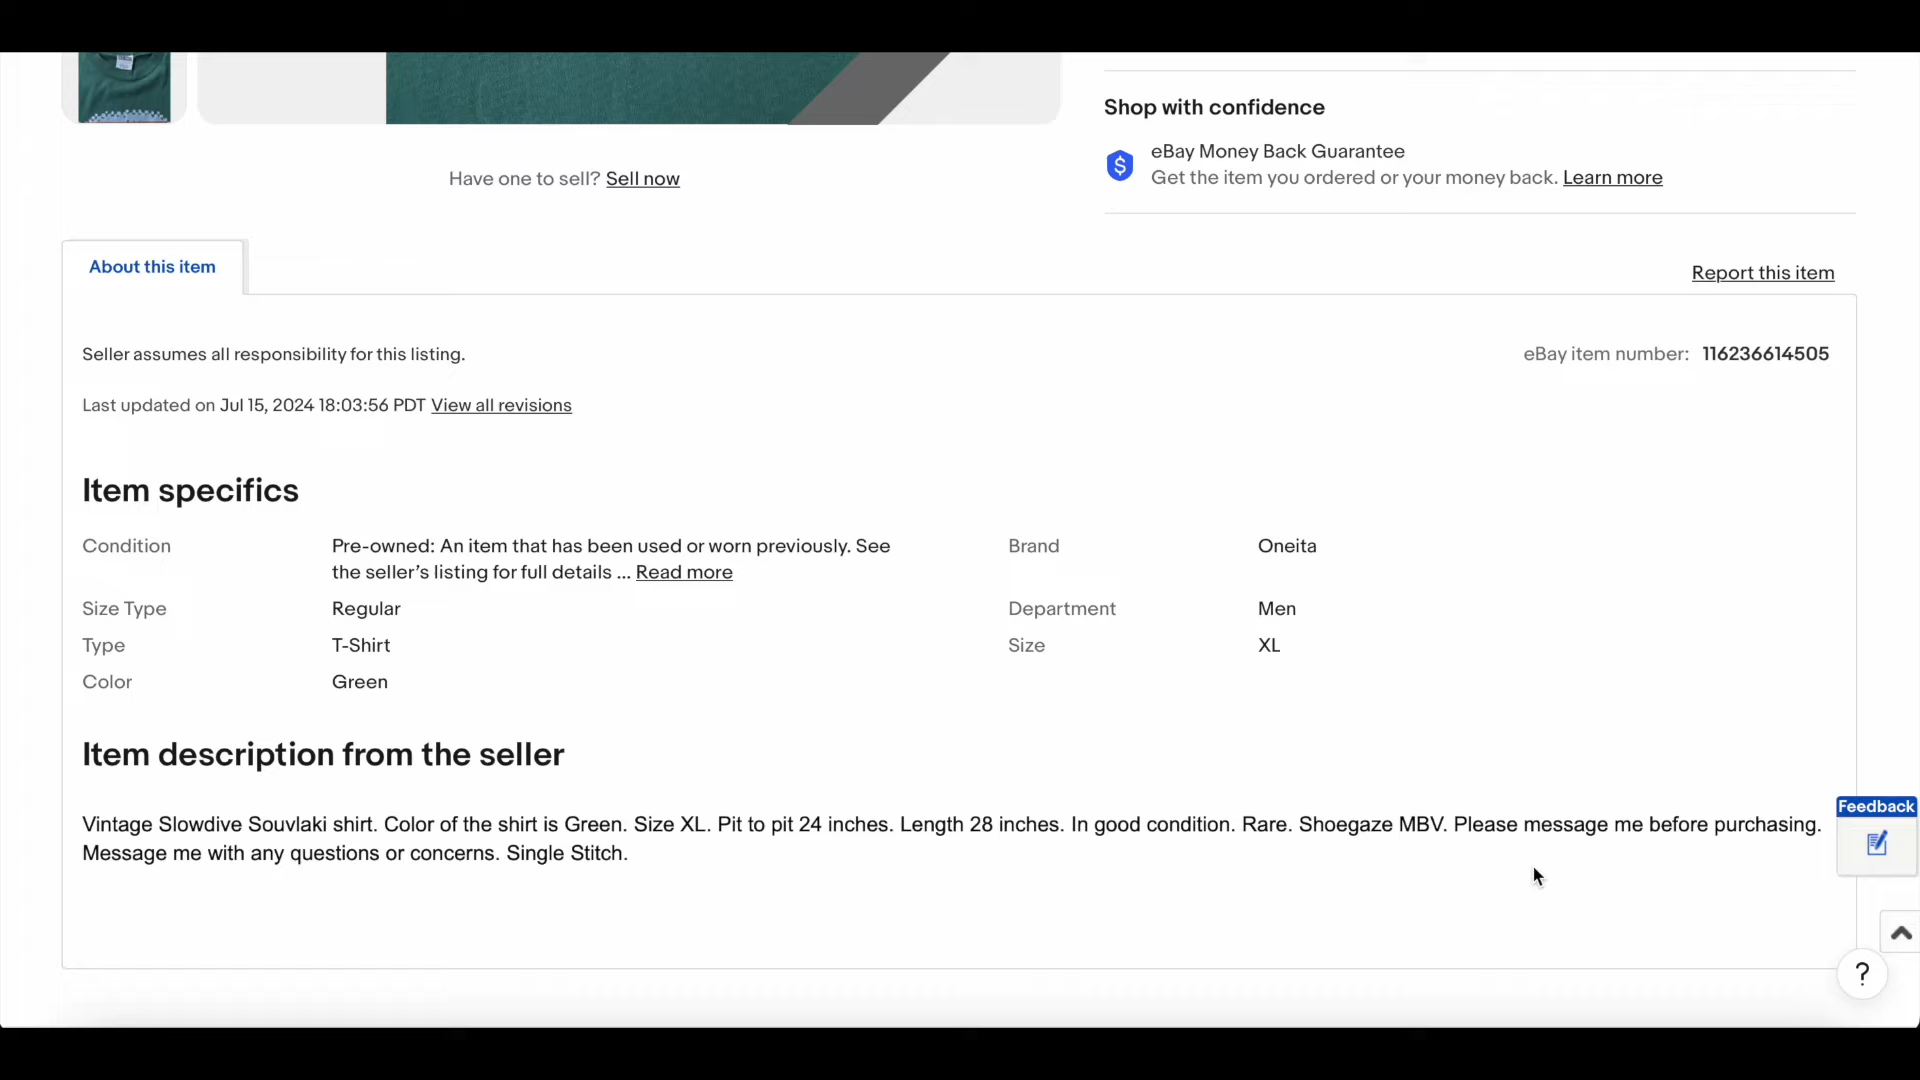 Shop with confidence
eBay Money Back Guarantee
Get the item you ordered or your money back. Learn more
Have one to sell? Sell now
About this item
Report this item
Seller assumes all responsibility for this listing.
eBay item number: 116236614505
Last updated on Jul 15, 2024 18:03:56 PDT View all revisions
Item specifics
Condition
Pre-owned: An item that has been used or worn previously. See
the seller’s listing for full details ... Read more
Brand
Oneita
Size Type
Regular
Department
Men
Type
T-Shirt
Size
XL
Color
Green
Item description from the seller
Vintage Slowdive Souvlaki shirt. Color of the shirt is Green. Size XL. Pit to pit 24 inches. Length 28 inches. In good condition. Rare. Shoegaze MBV. Please message me before purchasing.
Message me with any questions or concerns. Single Stitch.
Feedback
?